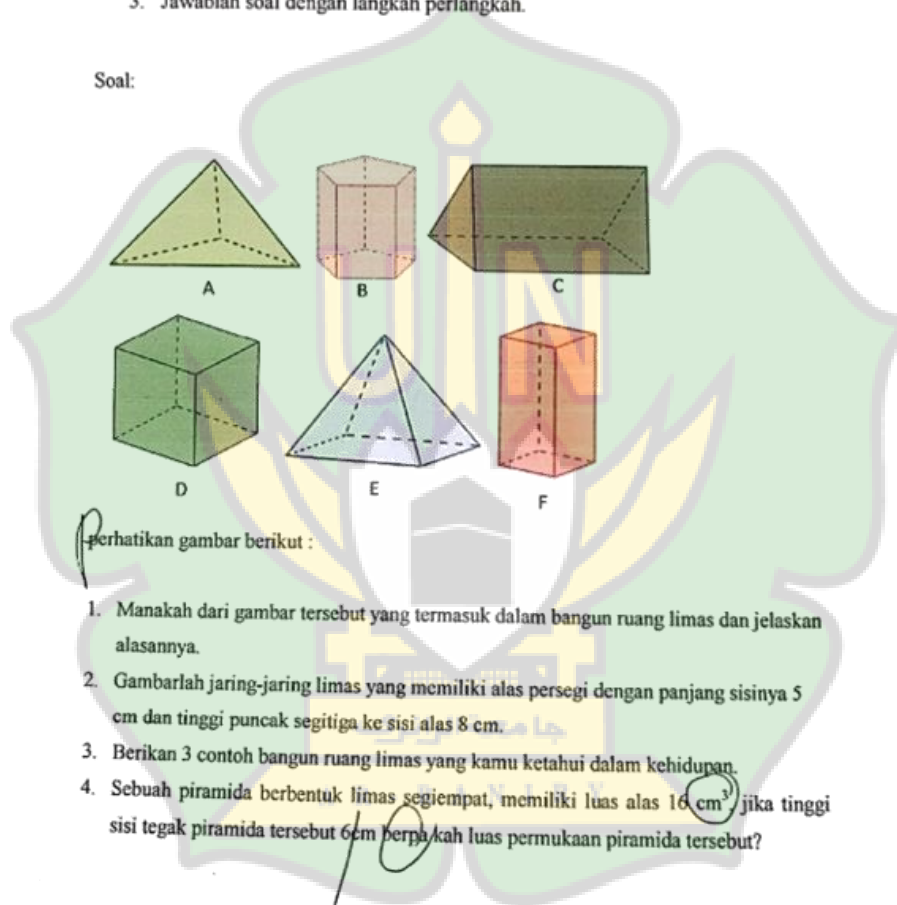 3. Jawablah soal dengan langkah perlangkah.
Soal:
A
B
C
UIN
D
E
F
perhatikan gambar berikut :
1. Manakah dari gambar tersebut yang termasuk dalam bangun ruang limas dan jelaskan
alasannya.
2. Gambarlah jaring-jaring limas yang memiliki alas persegi dengan panjang sisinya 5
cm dan tinggi puncak segitiga ke sisi alas 8 cm.
3. Berikan 3 contoh bangun ruang limas yang kamu ketahui dalam kehidupan.
4. Sebuah piramida berbentuk limas segiempat, memiliki luas alas 16 cm³, jika tinggi
sisi tegak piramida tersebut 6cm berpa kah luas permukaan piramida tersebut?